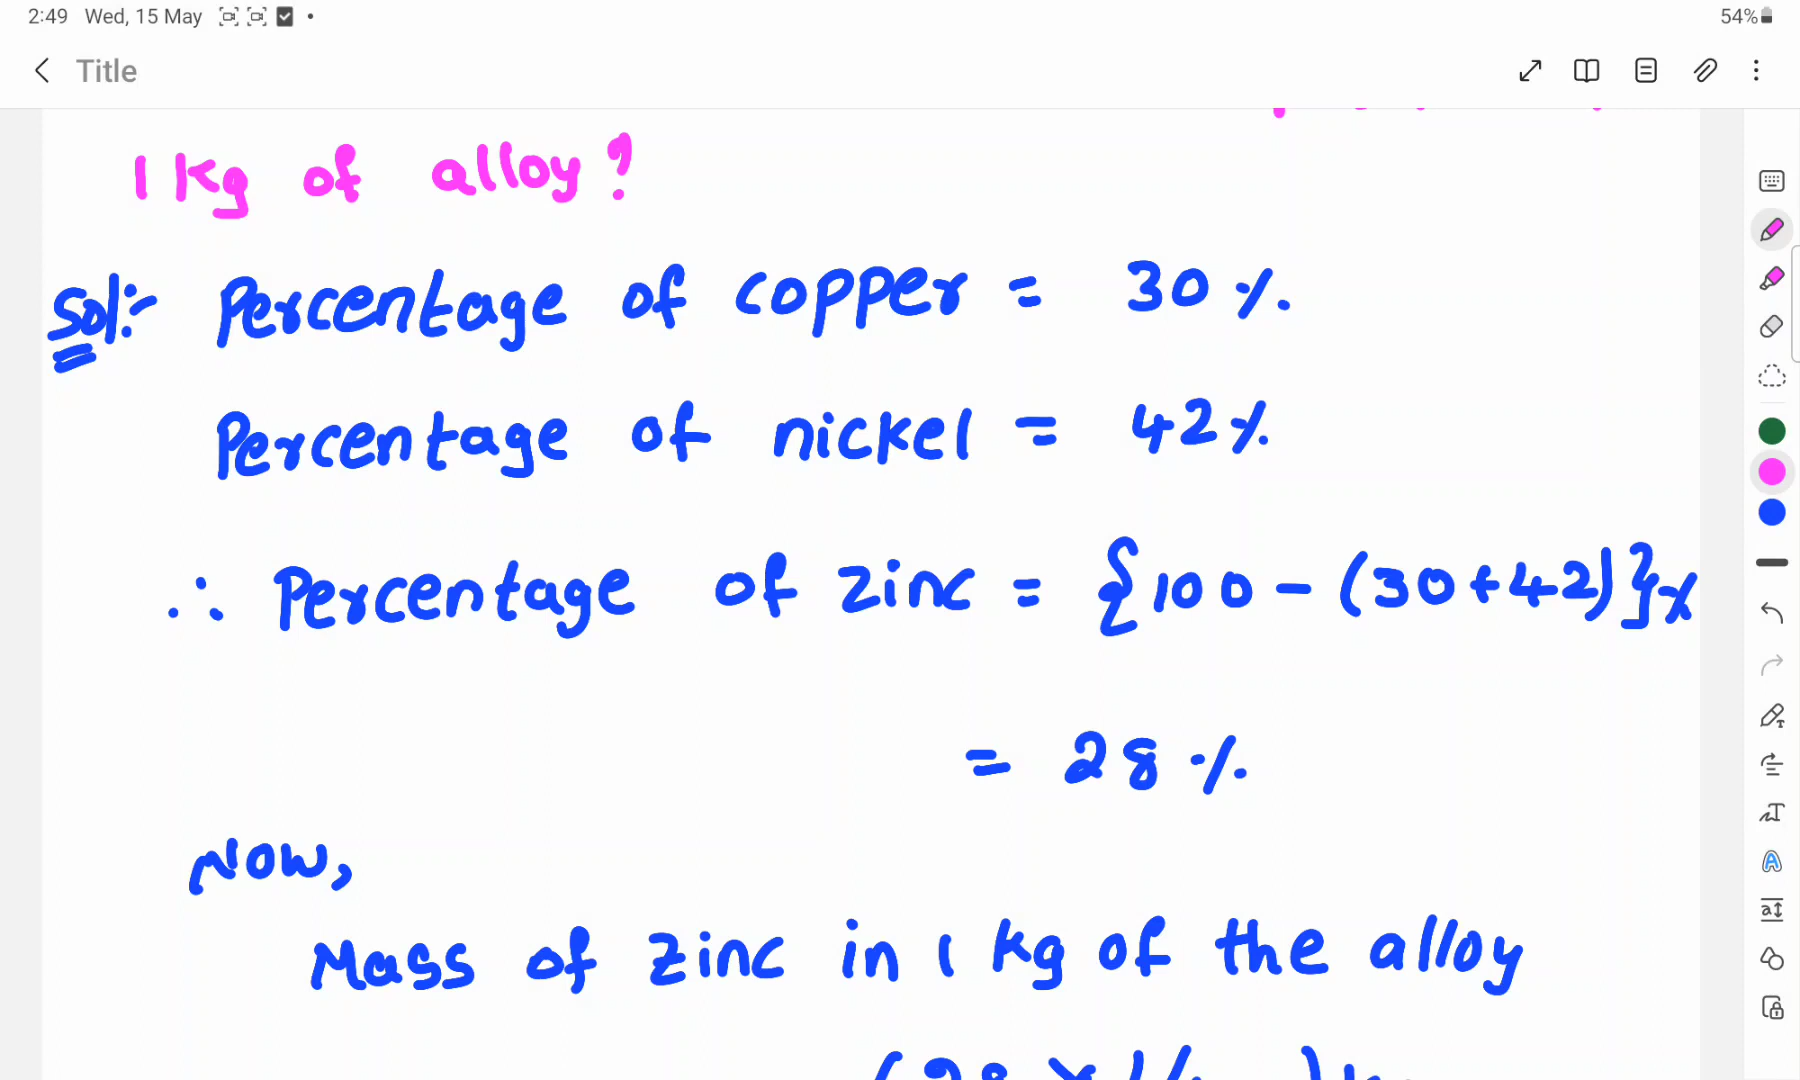 2:49 Wed, 15 May 54%
Title
1 kg of alloy?
Sol:- Percentage of copper = 30%
Percentage of nickel = 42%
∴ Percentage of zinc = {100 - (30+42)}%
= 28%
Now,
Mass of zinc in 1 kg of the alloy